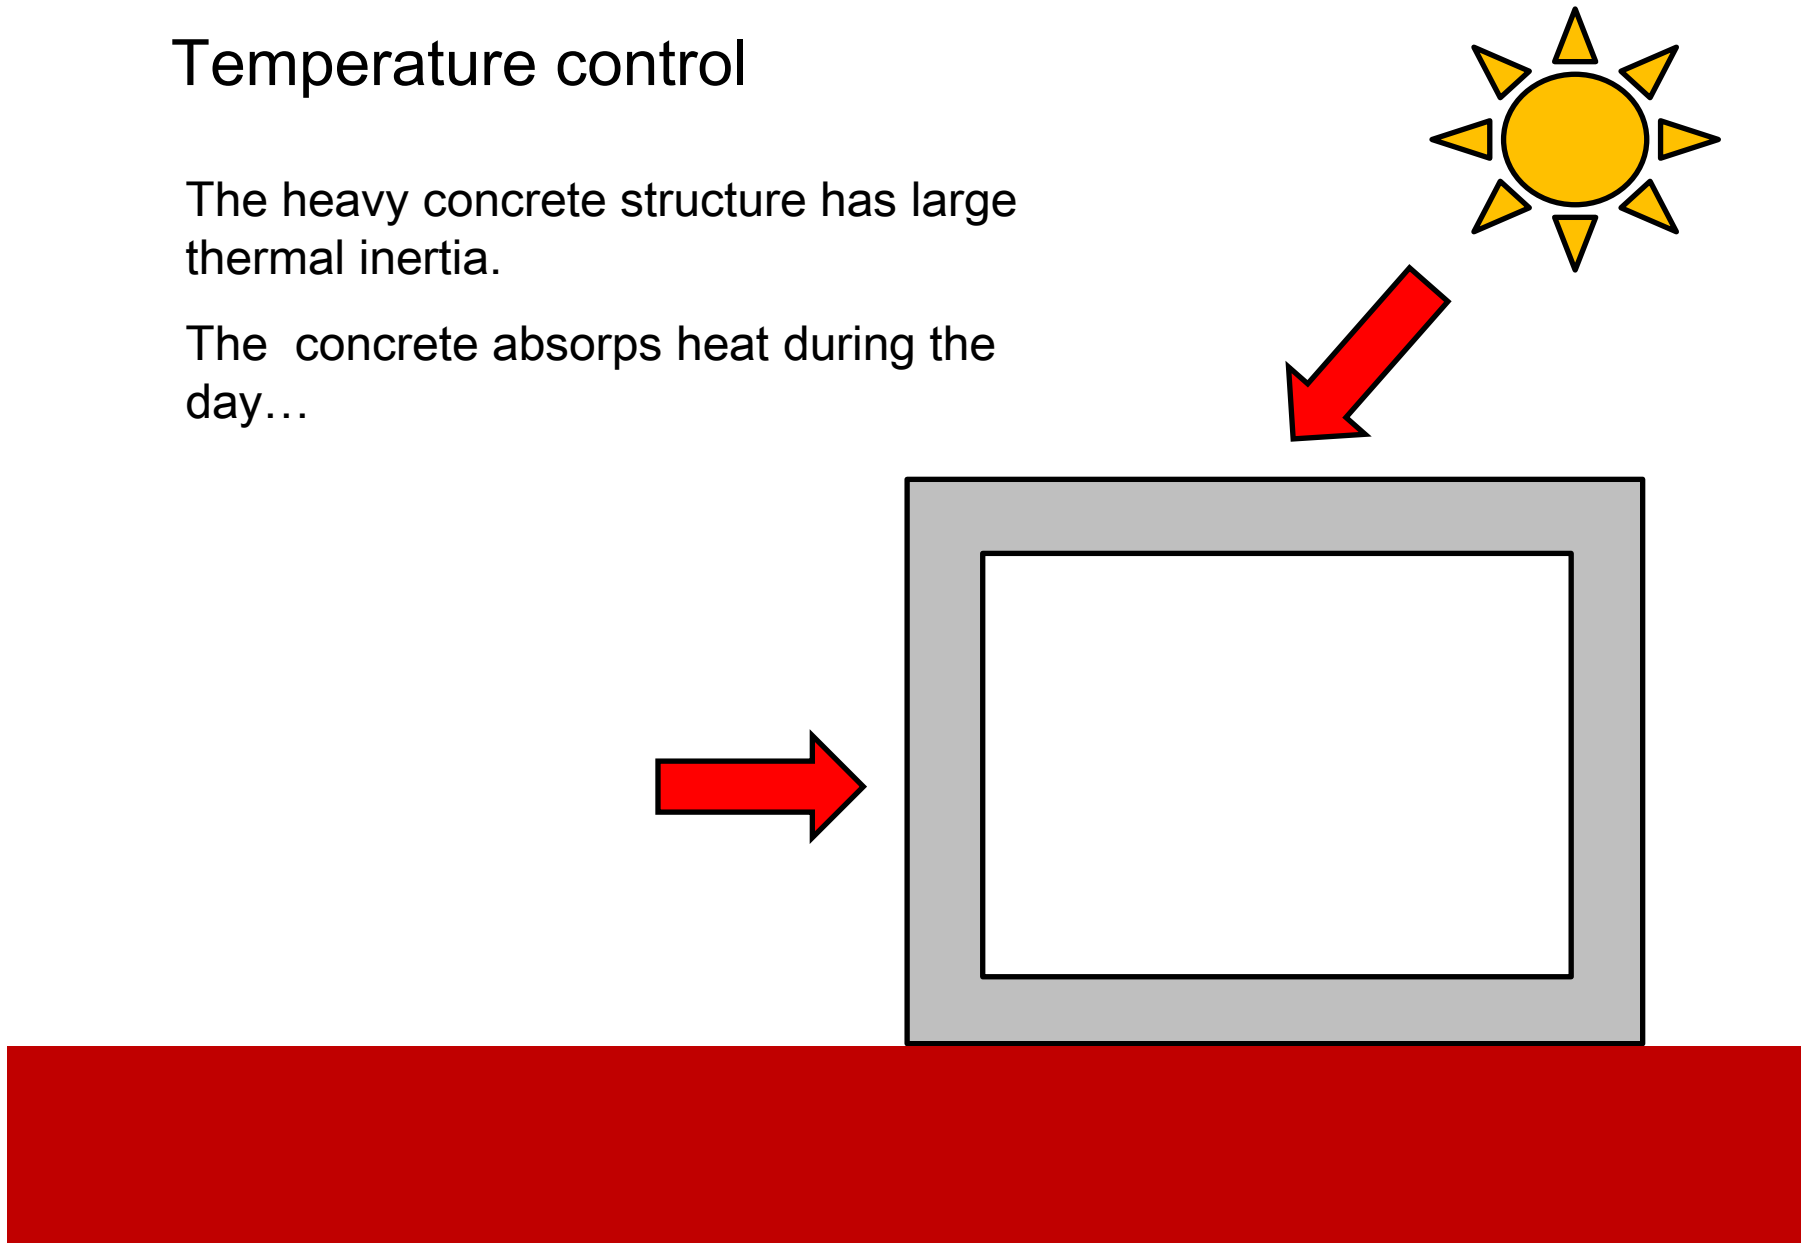 Temperature control
The heavy concrete structure has large
thermal inertia.
The  concrete absorps heat during the
day…